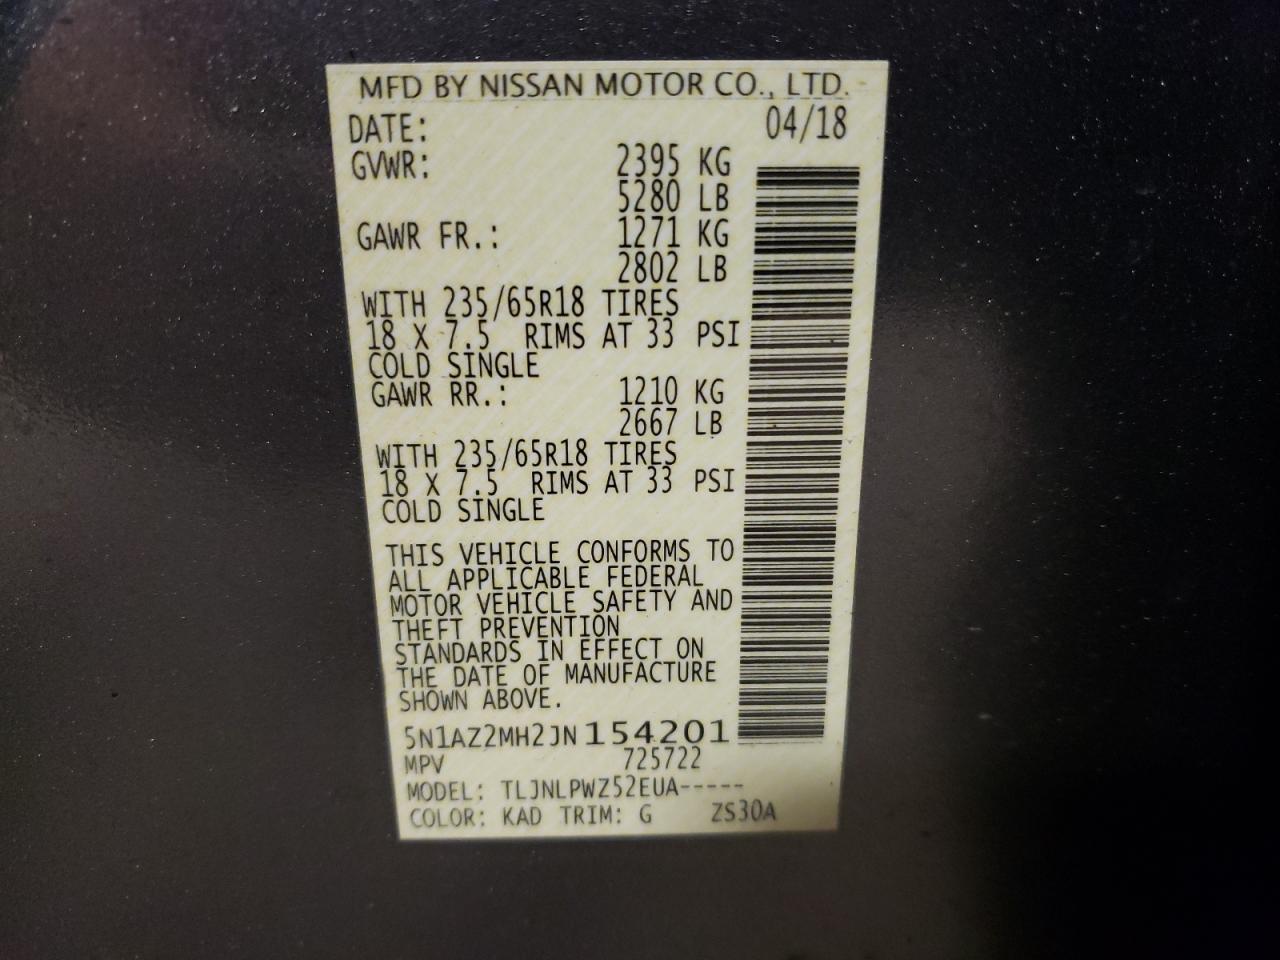 MFD BY NISSAN MOTOR CO., LTD.
DATE: 04/18
GVWR: 2395 KG
5280 LB
GAWR FR.: 1271 KG
2802 LB
WITH 235/65R18 TIRES
18 X 7.5 RIMS AT 33 PSI
COLD SINGLE
GAWR RR.: 1210 KG
2667 LB
WITH 235/65R18 TIRES
18 X 7.5 RIMS AT 33 PSI
COLD SINGLE
THIS VEHICLE CONFORMS TO
ALL APPLICABLE FEDERAL
MOTOR VEHICLE SAFETY AND
THEFT PREVENTION
STANDARDS IN EFFECT ON
THE DATE OF MANUFACTURE
SHOWN ABOVE.
5N1AZ2MH2JN154201
MPV 725722
MODEL: TLJNLPWZ52EUA-----
COLOR: KAD TRIM: G ZS30A